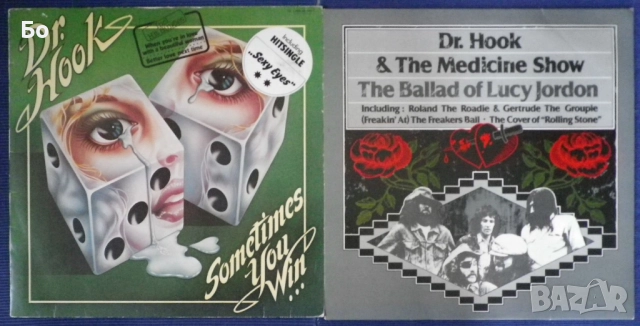 Бо
Dr.
Hook
When you're in love
with a beautiful woman
Better love next time
Including
HITSINGLE
"Sexy Eyes"
Sometimes
You
Win...
Dr. Hook
& The Medicine Show
The Ballad of Lucy Jordon
Including: Roland The Roadie & Gertrude The Groupie
(Freakin' At) The Freakers Ball - The Cover of "Rolling Stone"
BAZAR